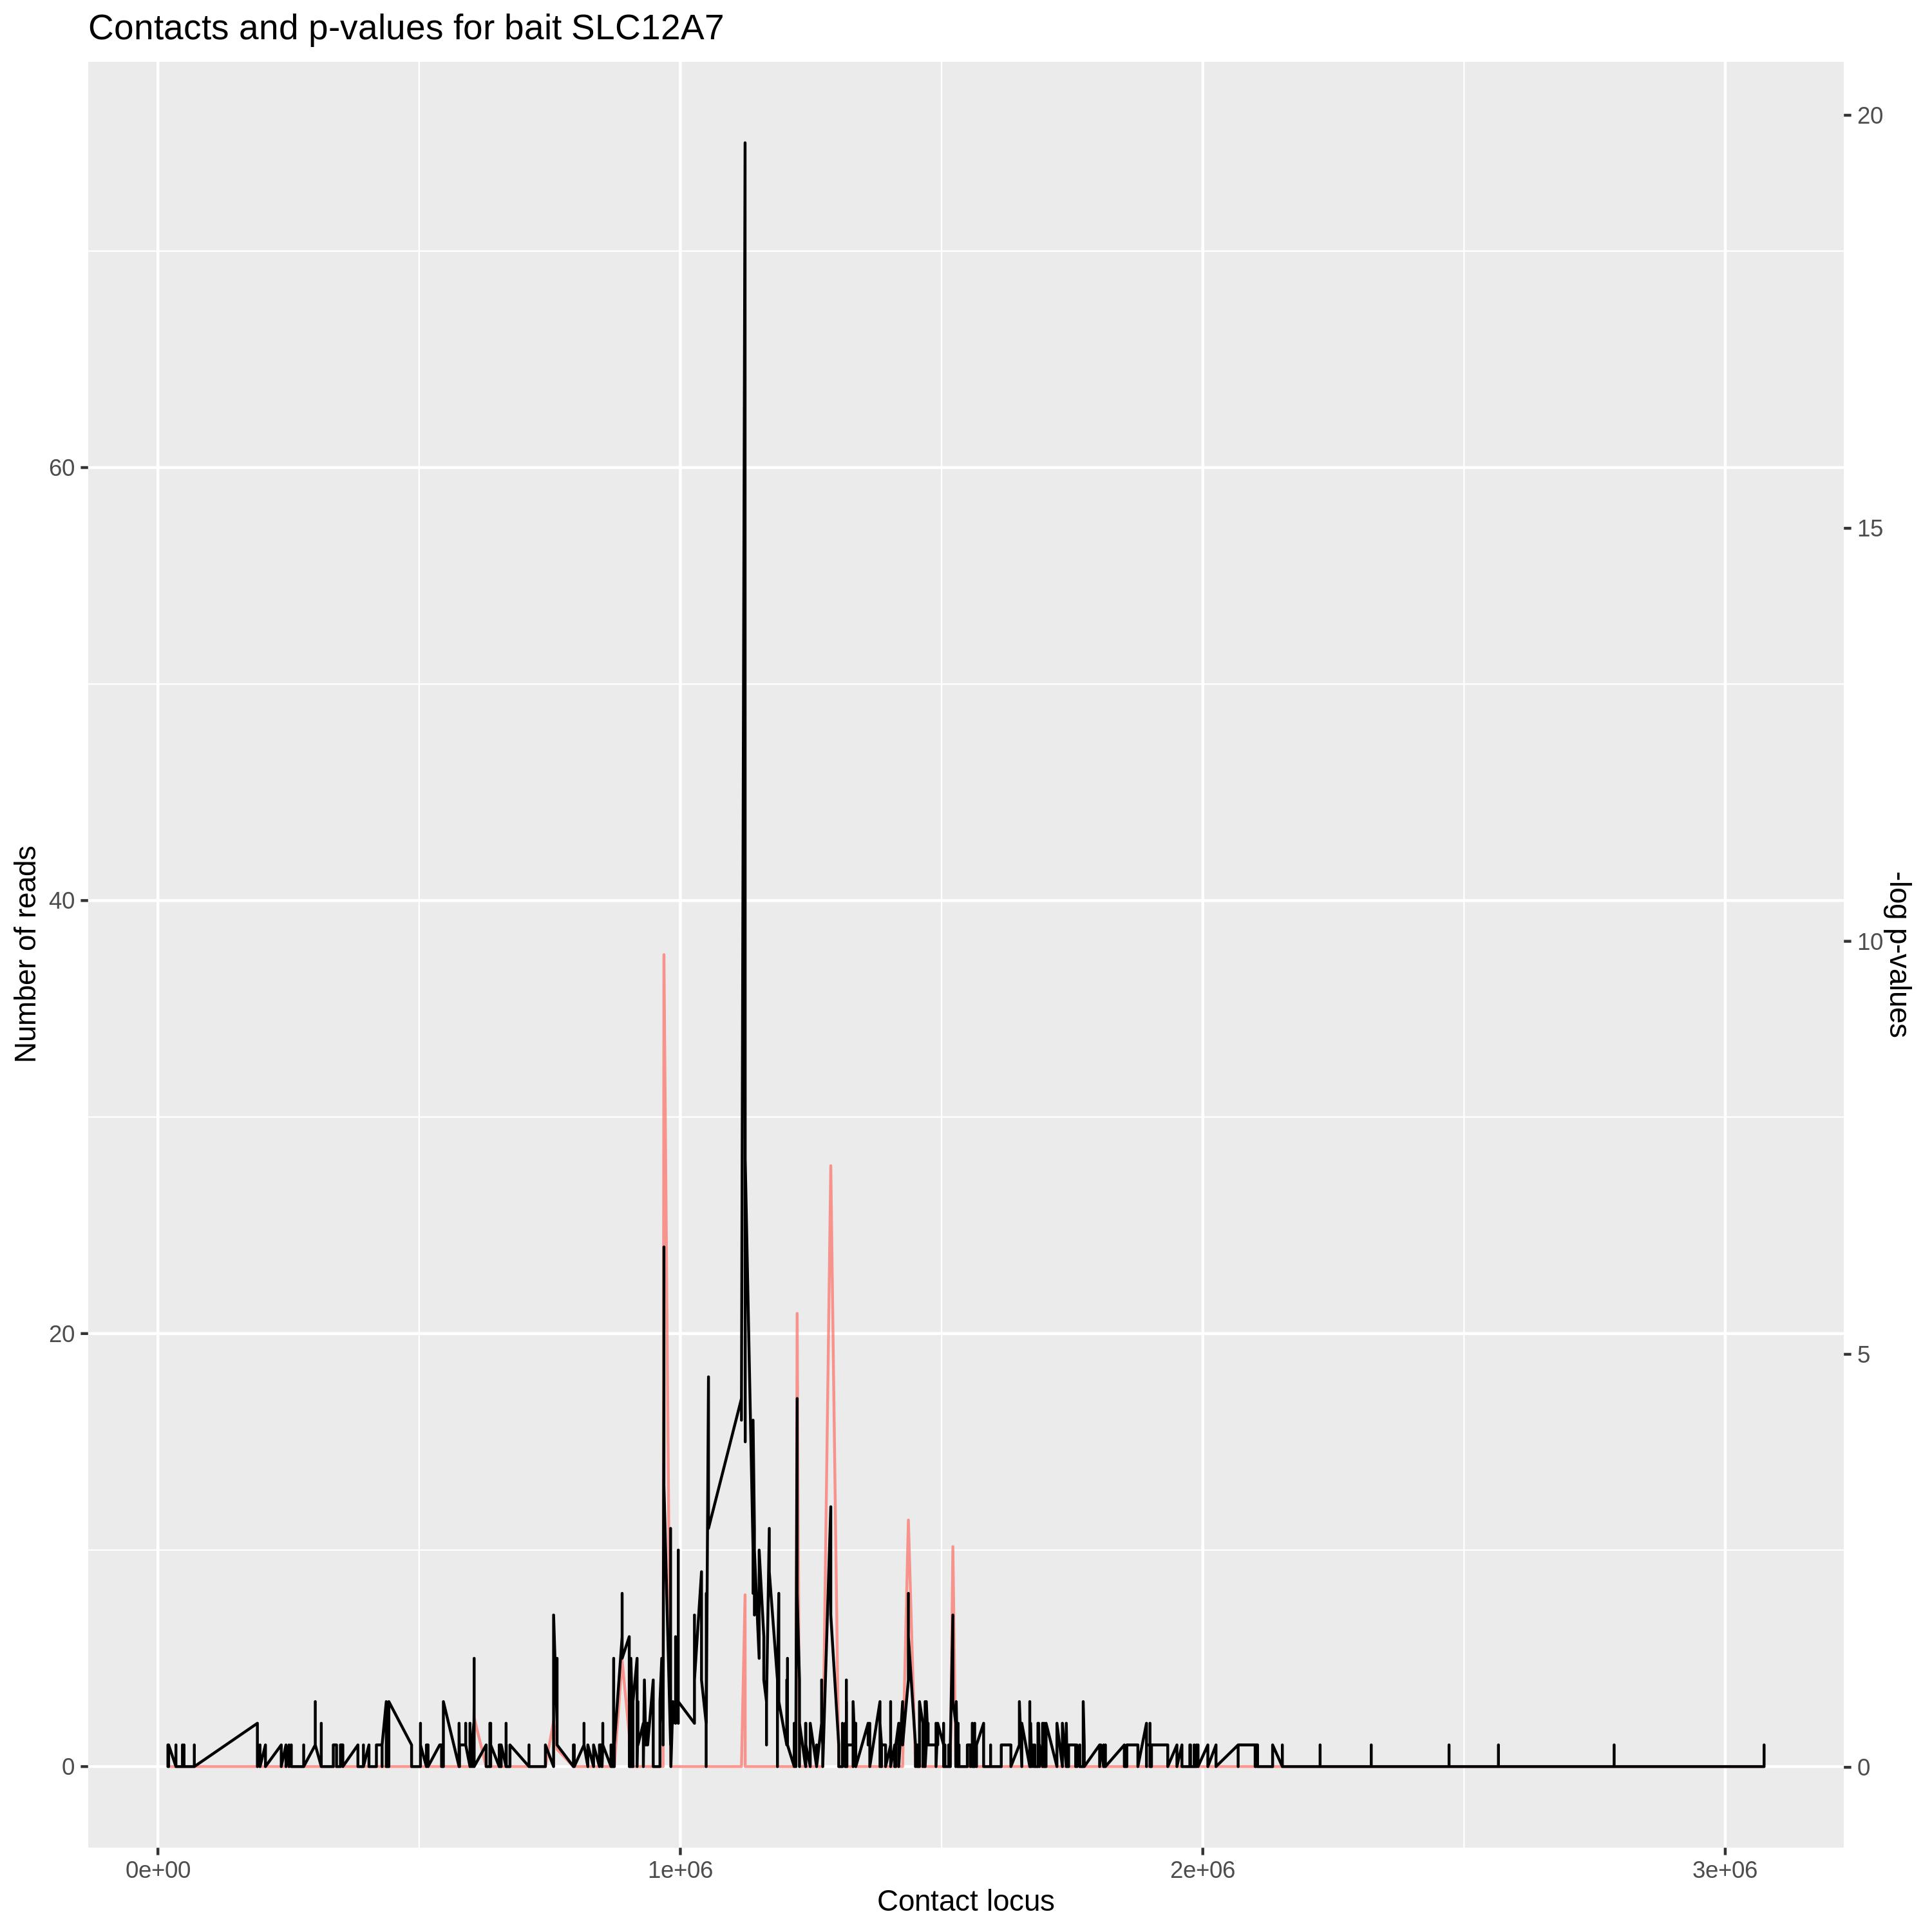 Contacts and p-values for bait SLC12A7
Number of reads
60
40
20
0
20
15
10
5
0
-log p-values
0e+00
1e+06
2e+06
3e+06
Contact locus